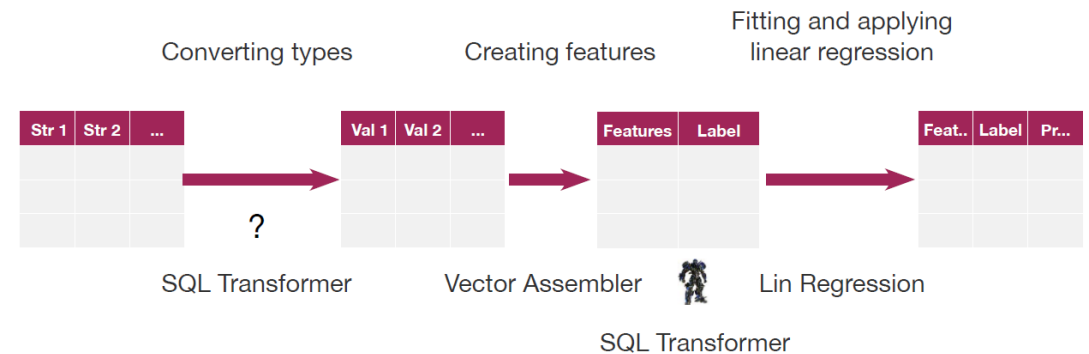 Fitting and applying
linear regression
Converting types
Creating features
Str 1 Str 2 ...
Val 1 Val 2 ...
Features Label
Feat.. Label Pr...
?
SQL Transformer
Vector Assembler
Lin Regression
SQL Transformer